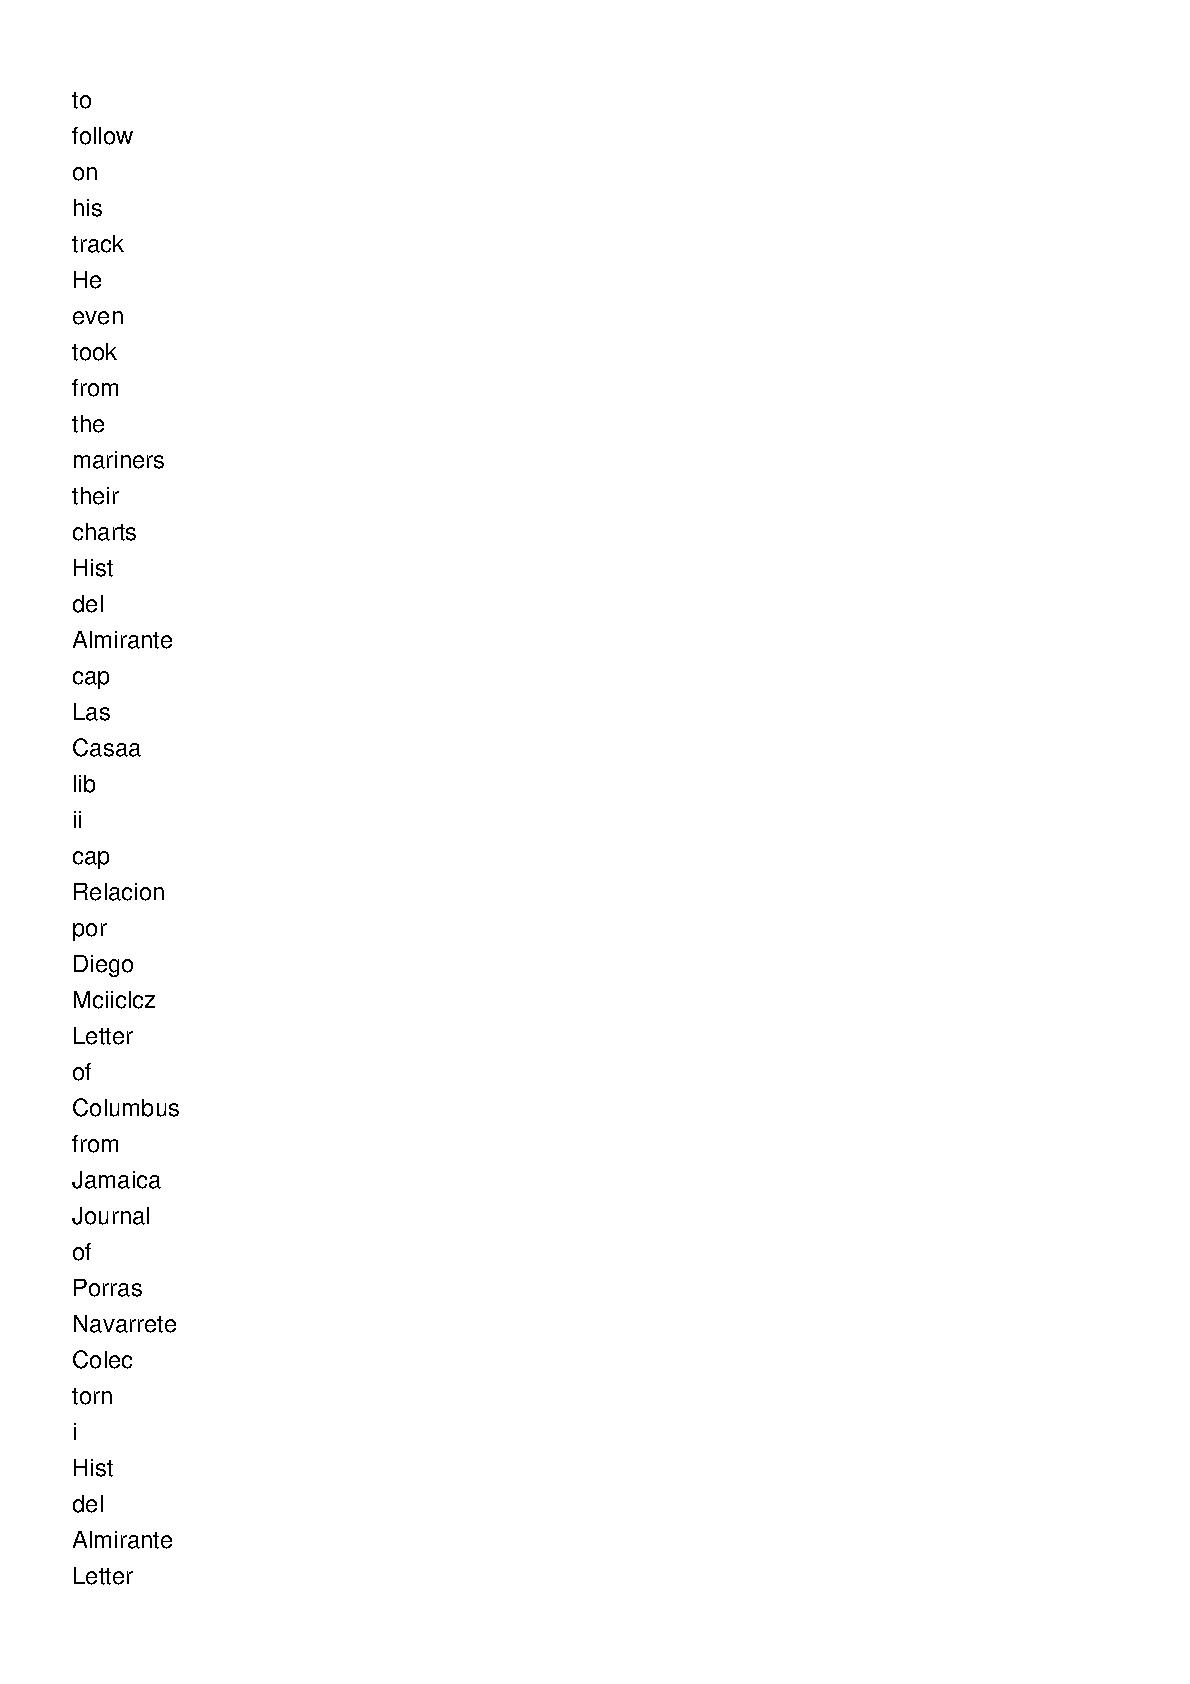 to
follow
on
his
track
He
even
took
from
the
mariners
their
charts
Hist
del
Almirante
cap
Las
Casaa
lib
ii
cap
Relacion
por
Diego
Mciiclcz
Letter
of
Columbus
from
Jamaica
Journal
of
Porras
Navarrete
Colec
torn
i
Hist
del
Almirante
Letter